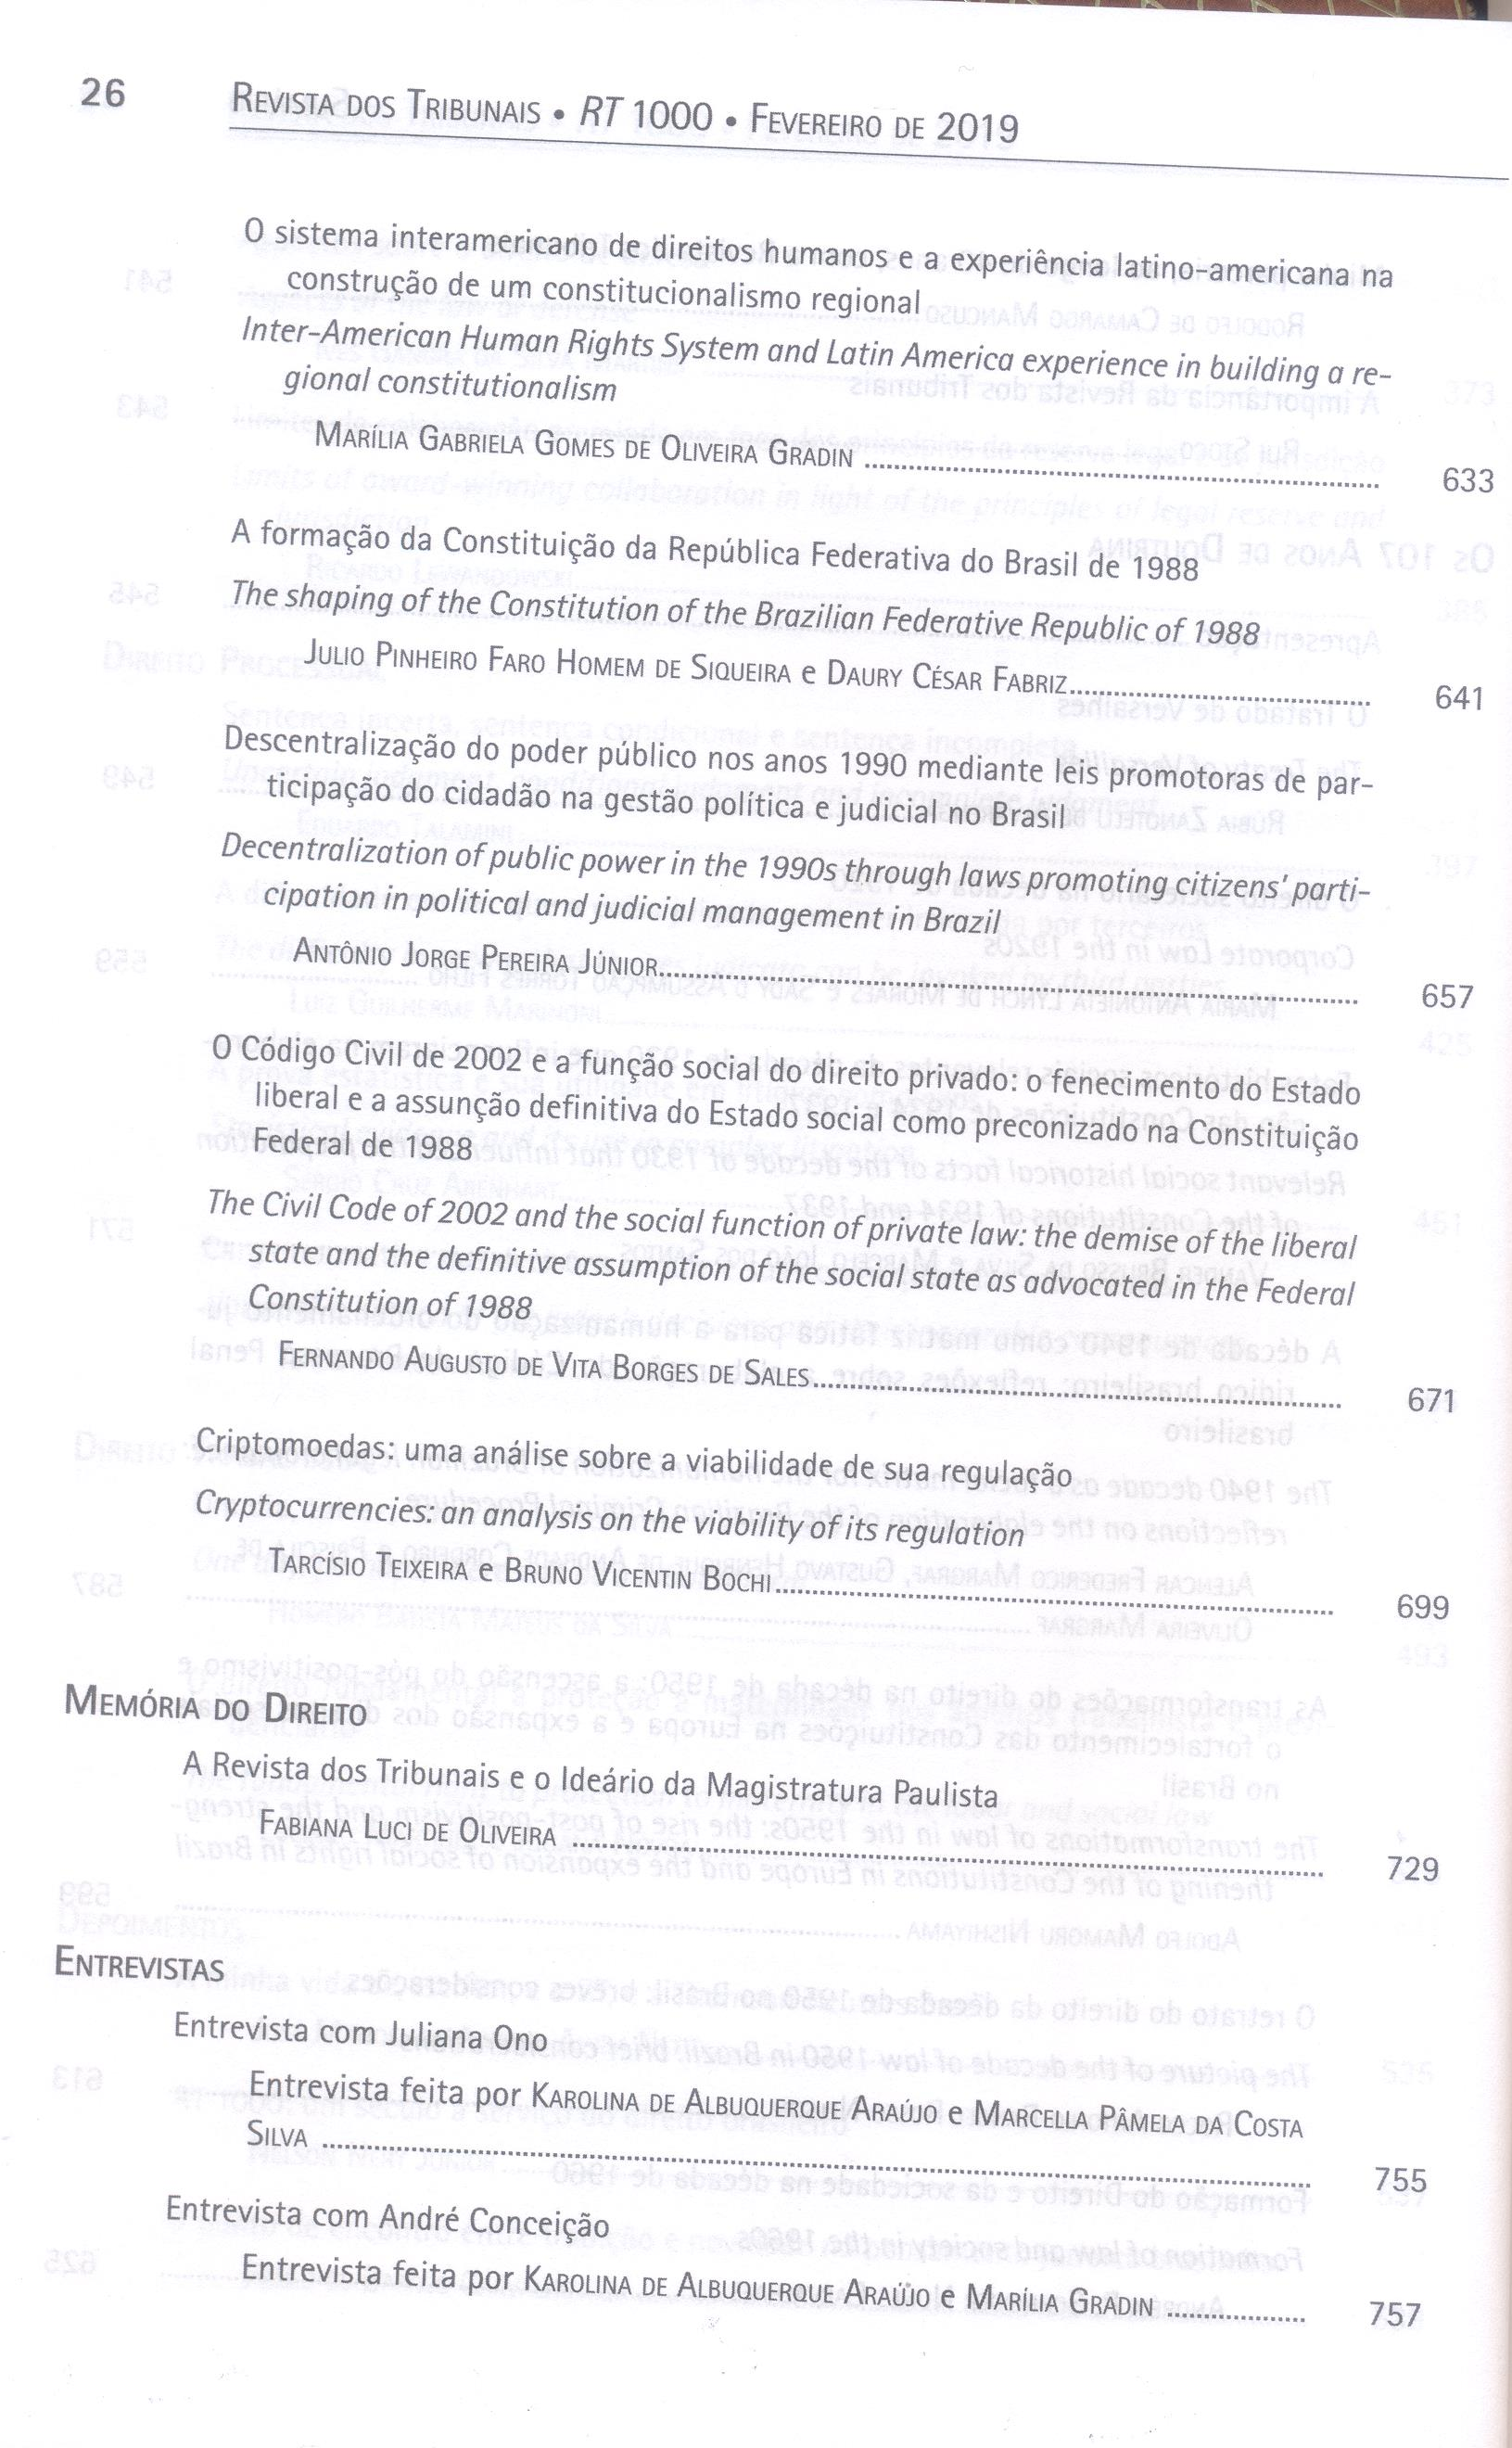 26 REVISTA DOS TRIBUNAIS • RT 1000 • FEVEREIRO DE 2019
O sistema interamericano de direitos humanos e a experiência latino-americana na
construção de um constitucionalismo regional
Inter-American Human Rights System and Latin America experience in building a re-
gional constitutionalism
MARÍLIA GABRIELA GOMES DE OLIVEIRA GRADIN ........ 633
A formação da Constituição da República Federativa do Brasil de 1988
The shaping of the Constitution of the Brazilian Federative Republic of 1988
JULIO PINHEIRO FARO HOMEM DE SIQUEIRA e DAURY CÉSAR FABRIZ........ 641
Descentralização do poder público nos anos 1990 mediante leis promotoras de par-
ticipação do cidadão na gestão política e judicial no Brasil
Decentralization of public power in the 1990s through laws promoting citizens' parti-
cipation in political and judicial management in Brazil
ANTÔNIO JORGE PEREIRA JÚNIOR........ 657
O Código Civil de 2002 e a função social do direito privado: o fenecimento do Estado
liberal e a assunção definitiva do Estado social como preconizado na Constituição
Federal de 1988
The Civil Code of 2002 and the social function of private law: the demise of the liberal
state and the definitive assumption of the social state as advocated in the Federal
Constitution of 1988
FERNANDO AUGUSTO DE VITA BORGES DE SALES........ 671
Criptomoedas: uma análise sobre a viabilidade de sua regulação
Cryptocurrencies: an analysis on the viability of its regulation
TARCÍSIO TEIXEIRA e BRUNO VICENTIN BOCHI........ 699
MEMÓRIA DO DIREITO
A Revista dos Tribunais e o Ideário da Magistratura Paulista
FABIANA LUCI DE OLIVEIRA ........ 729
ENTREVISTAS
Entrevista com Juliana Ono
Entrevista feita por KAROLINA DE ALBUQUERQUE ARAÚJO e MARCELLA PÂMELA DA COSTA
SILVA ........ 755
Entrevista com André Conceição
Entrevista feita por KAROLINA DE ALBUQUERQUE ARAÚJO e MARÍLIA GRADIN ........ 757